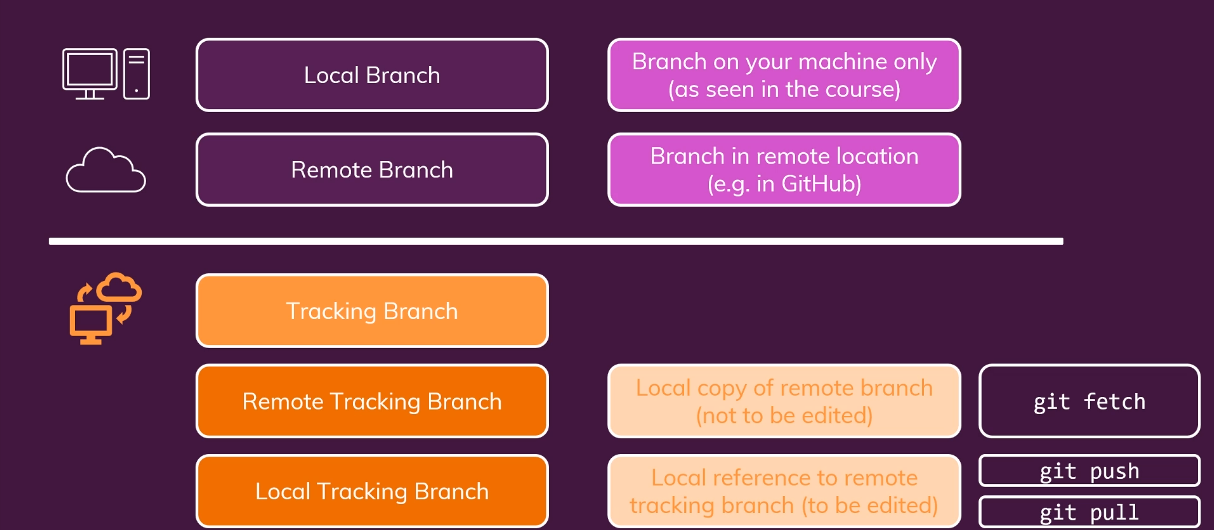 Local Branch
Branch on your machine only
(as seen in the course)
Remote Branch
Branch in remote location
(e.g. in GitHub)
Tracking Branch
Remote Tracking Branch
Local copy of remote branch
(not to be edited)
git fetch
Local Tracking Branch
Local reference to remote
tracking branch (to be edited)
git push
git pull